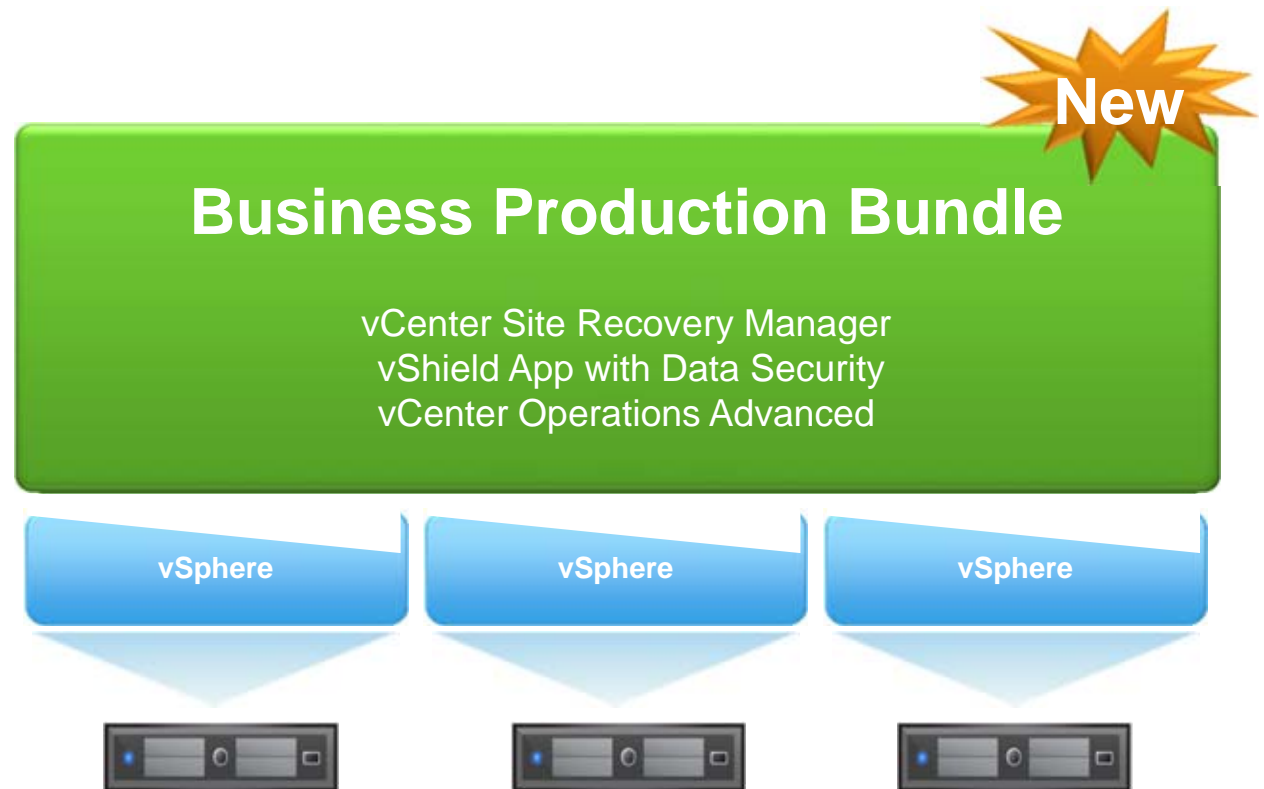 New
Business Production Bundle
vCenter Site Recovery Manager
vShield App with Data Security
vCenter Operations Advanced
vSphere
vSphere
vSphere